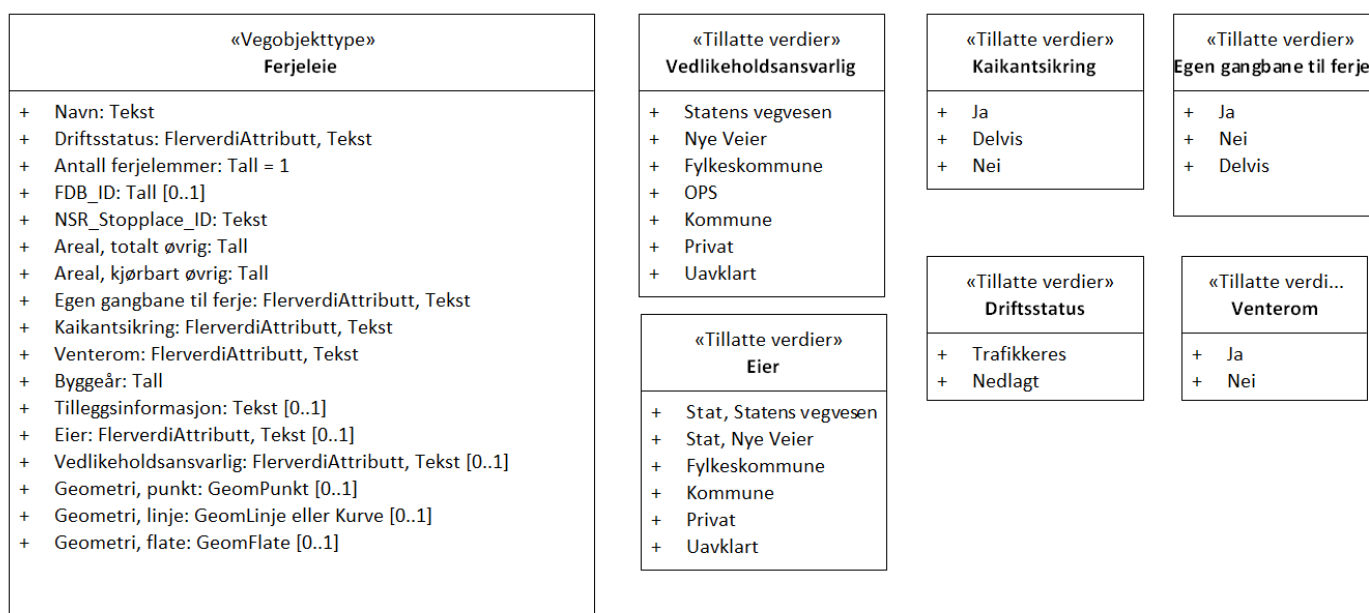 «Vegobjekttype»
Ferjeleie
+ Navn: Tekst
+ Driftsstatus: FlerverdiAttributt, Tekst
+ Antall ferjelemmer: Tall = 1
+ FDB_ID: Tall [0..1]
+ NSR_Stopplace_ID: Tekst
+ Areal, totalt øvrig: Tall
+ Areal, kjørbart øvrig: Tall
+ Egen gangbane til ferje: FlerverdiAttributt, Tekst
+ Kaikantsikring: FlerverdiAttributt, Tekst
+ Venterom: FlerverdiAttributt, Tekst
+ Byggeår: Tall
+ Tilleggsinformasjon: Tekst [0..1]
+ Eier: FlerverdiAttributt, Tekst [0..1]
+ Vedlikeholdsansvarlig: FlerverdiAttributt, Tekst [0..1]
+ Geometri, punkt: GeomPunkt [0..1]
+ Geometri, linje: GeomLinje eller Kurve [0..1]
+ Geometri, flate: GeomFlate [0..1]
«Tillatte verdier»
Vedlikeholdsansvarlig
+ Statens vegvesen
+ Nye Veier
+ Fylkeskommune
+ OPS
+ Kommune
+ Privat
+ Uavklart
«Tillatte verdier»
Eier
+ Stat, Statens vegvesen
+ Stat, Nye Veier
+ Fylkeskommune
+ Kommune
+ Privat
+ Uavklart
«Tillatte verdier»
Kaikantsikring
+ Ja
+ Delvis
+ Nei
«Tillatte verdier»
Egen gangbane til ferje
+ Ja
+ Nei
+ Delvis
«Tillatte verdier»
Driftsstatus
+ Trafikkeres
+ Nedlagt
«Tillatte verdi...
Venterom
+ Ja
+ Nei